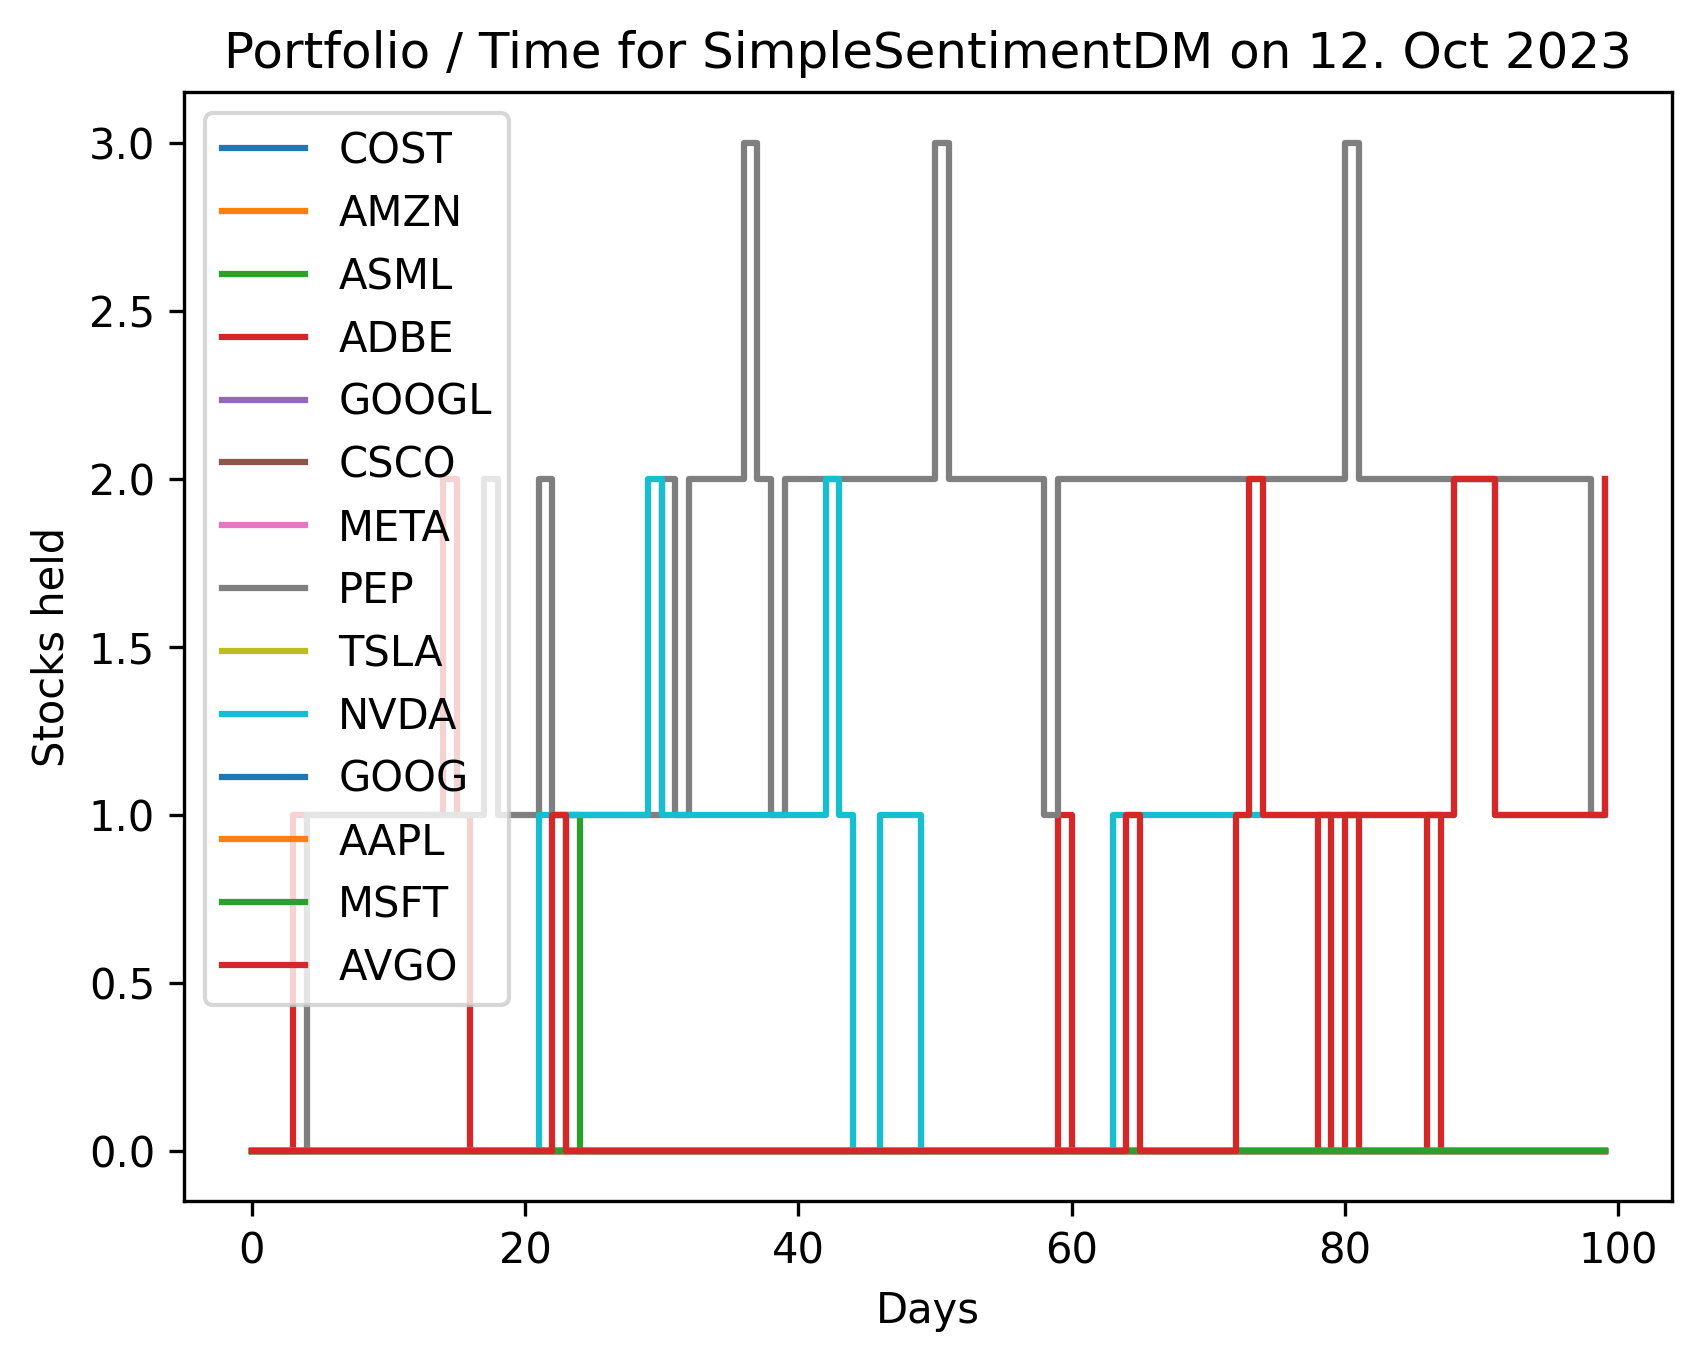 Portfolio / Time for SimpleSentimentDM on 12. Oct 2023
3.0
2.5
2.0
1.5
1.0
0.5
0.0
Stocks held
COST
AMZN
ASML
ADBE
GOOGL
CSCO
META
PEP
TSLA
NVDA
GOOG
AAPL
MSFT
AVGO
0 20 40 60 80 100
Days